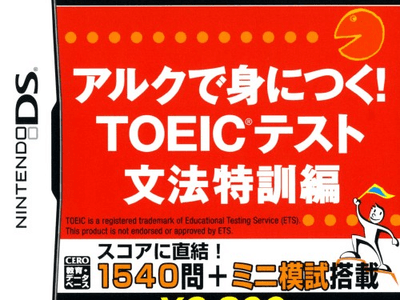 NINTENDO DS
アルクで身につく!
TOEIC®テスト
文法特訓編
TOEIC is a registered trademark of Educational Testing Service (ETS).
This product is not endorsed or approved by ETS.
CERO
教育・
データベース
スコアに直結!
1540問+ミニ模試搭載